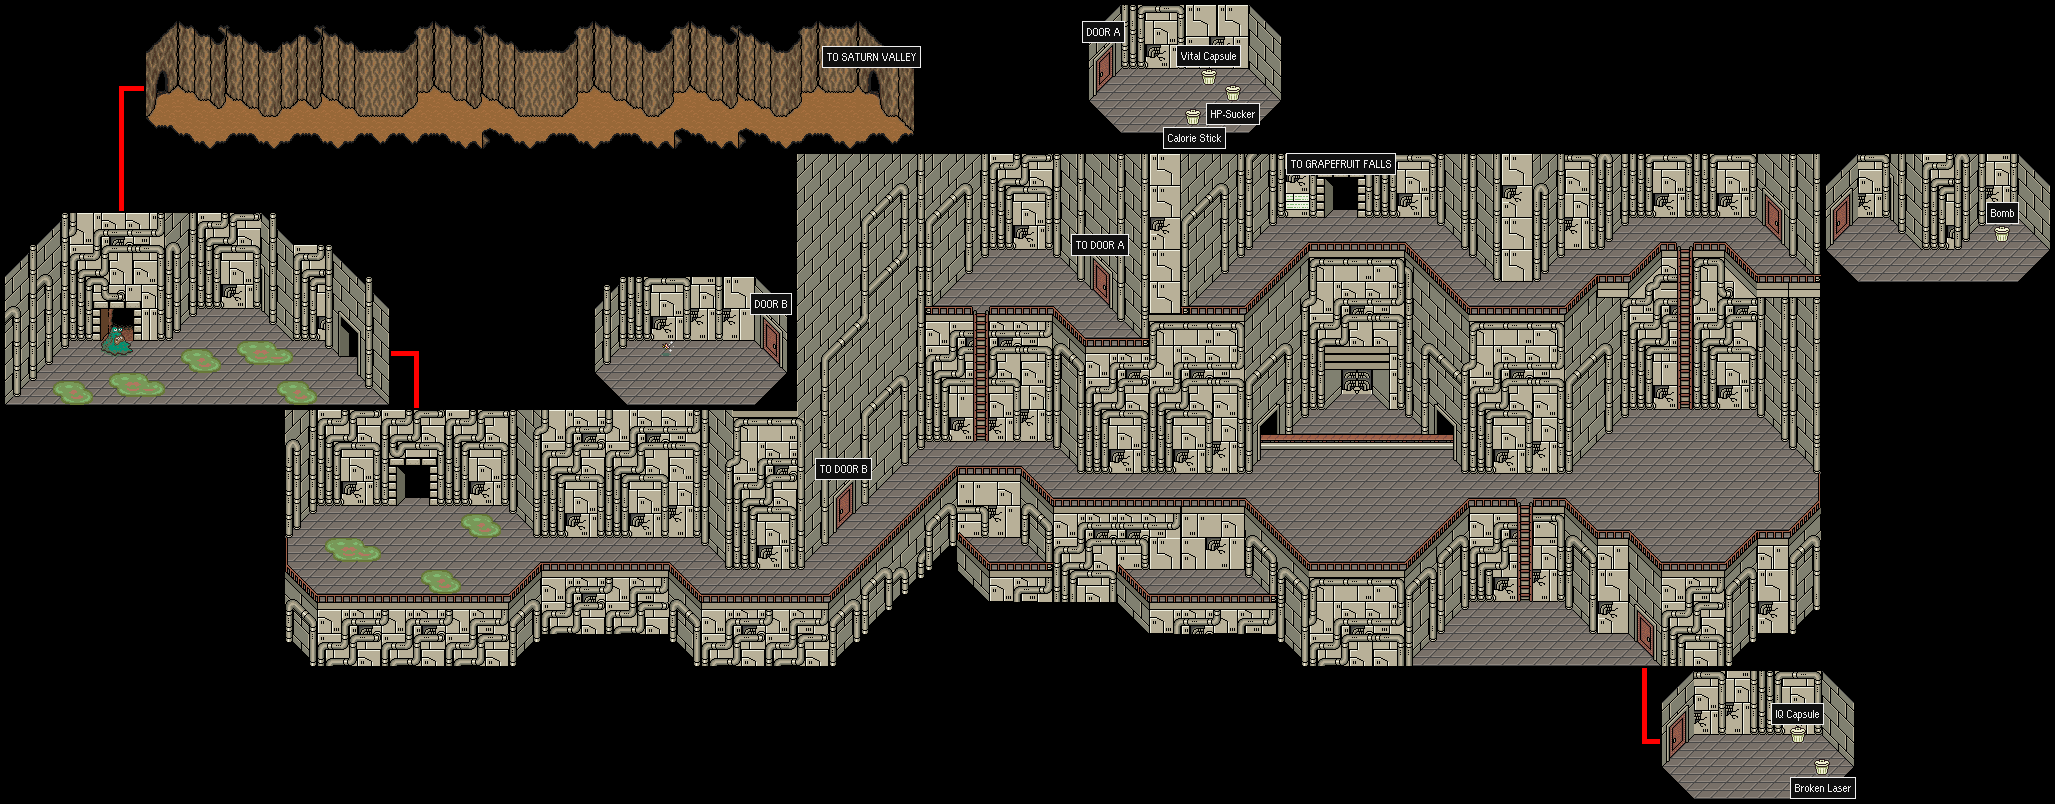 DOOR A
TO SATURN VALLEY
Vital Capsule
HP-Sucker
Calorie Stick
TO GRAPEFRUIT FALLS
Bomb
TO DOOR A
DOOR B
TO DOOR B
IQ Capsule
Broken Laser